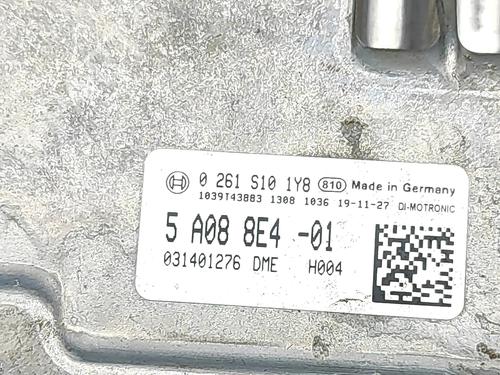 0 261 S10 1Y8 810 Made in Germany
1039T43883 1308 1036 19-11-27 DI-MOTRONIC
5 A08 8E4 -01
031401276 DME H004